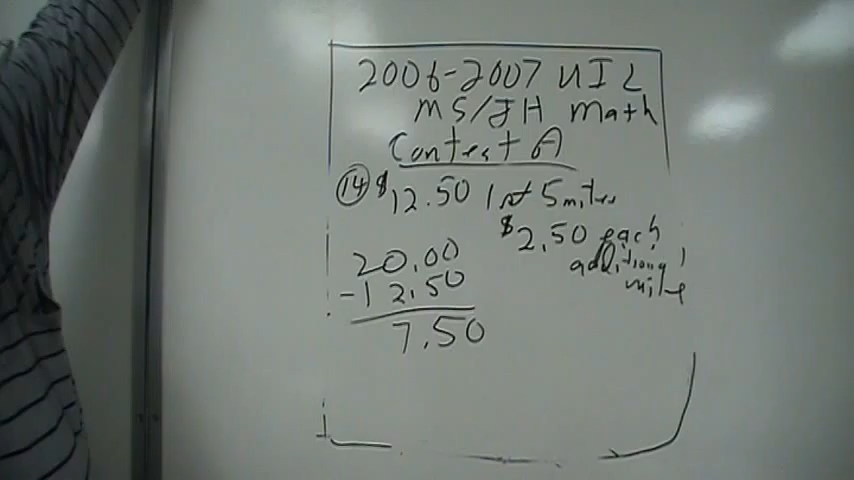 2006-2007 UIL
MS/JH Math
Contest A
14 $12.50 1st 5 miles
$2.50 each
additional
mile
20.00
-12.50
7.50